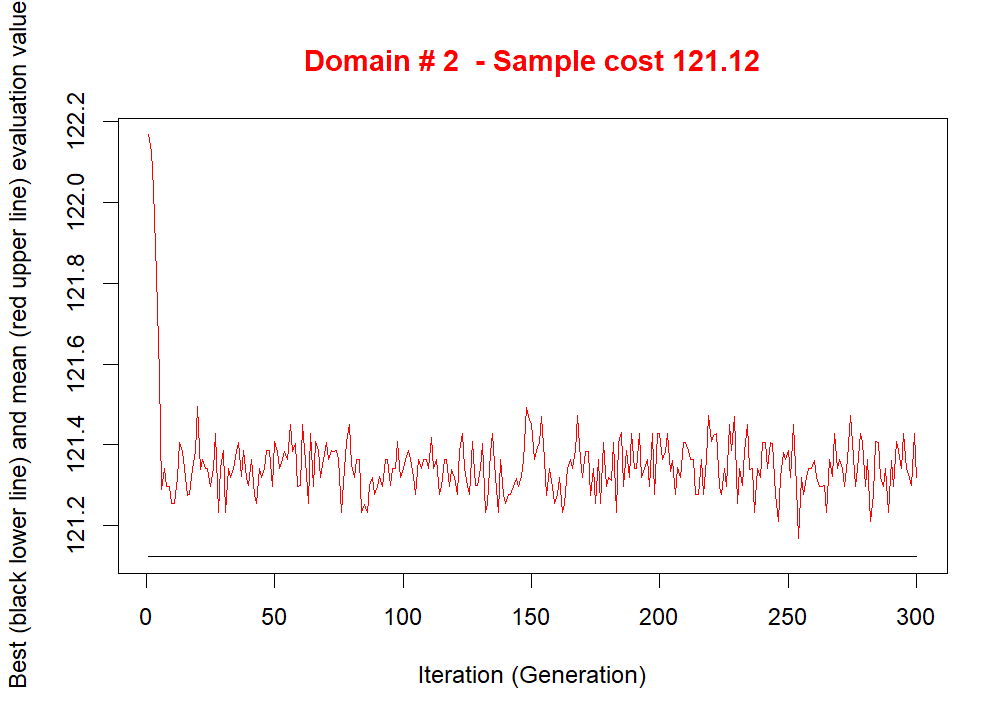 Domain # 2  - Sample cost 121.12
Best (black lower line) and mean (red upper line) evaluation value
122.2
122.0
121.8
121.6
121.4
121.2
0 50 100 150 200 250 300
Iteration (Generation)